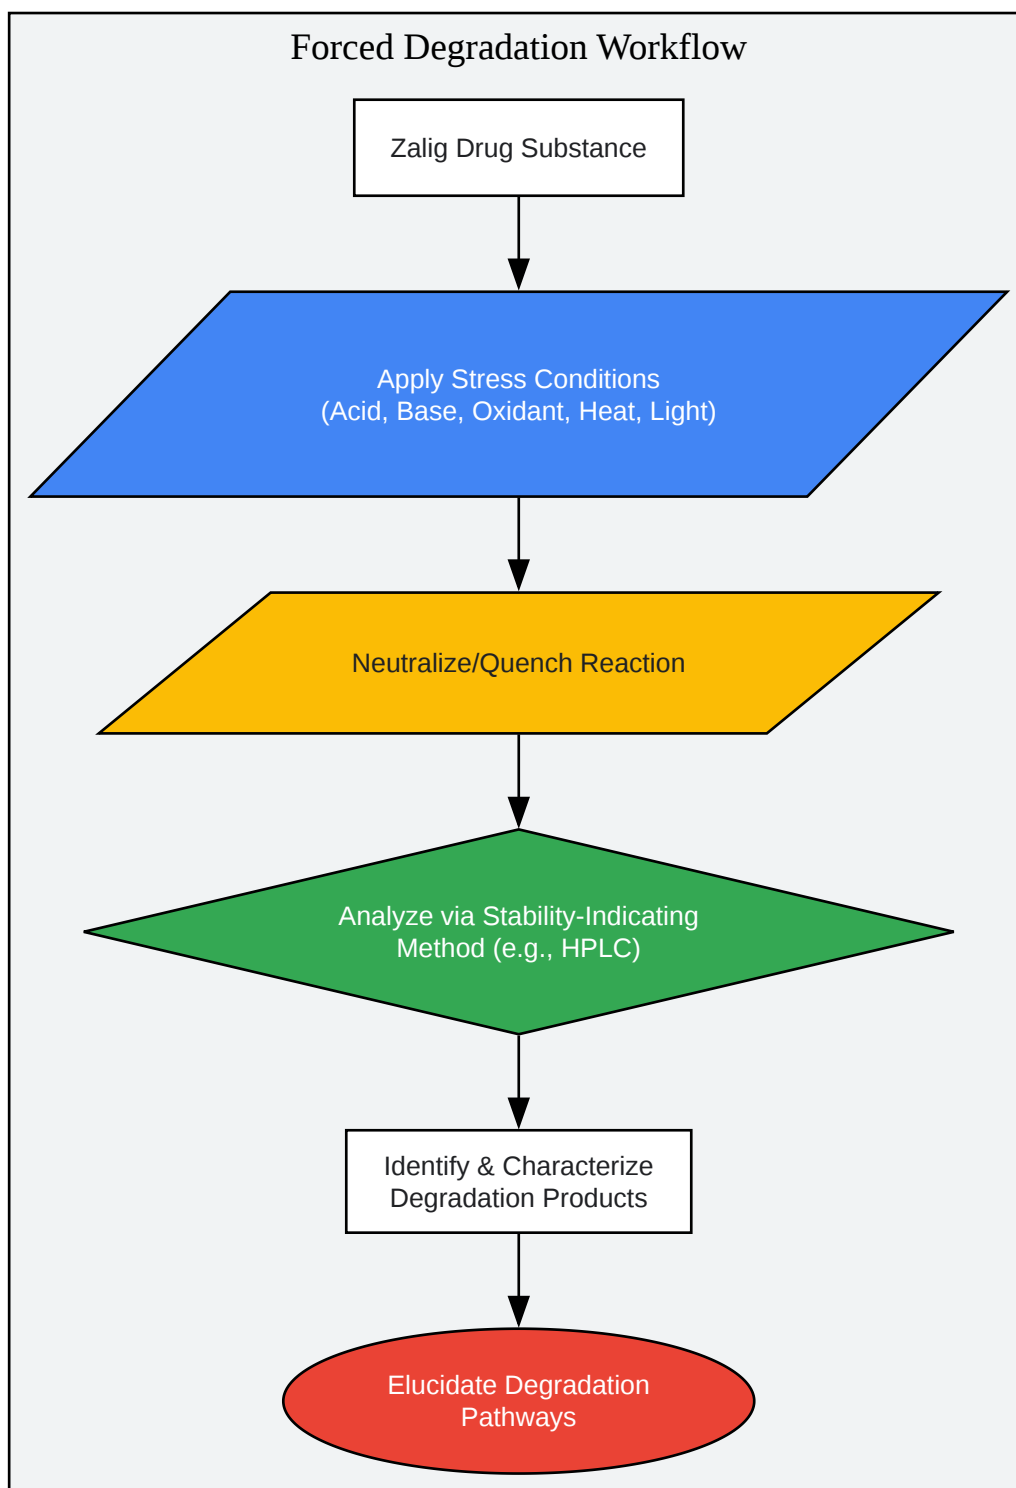 Forced Degradation Workflow
Zalig Drug Substance
Apply Stress Conditions
(Acid, Base, Oxidant, Heat, Light)
Neutralize/Quench Reaction
Analyze via Stability-Indicating
Method (e.g., HPLC)
Identify & Characterize
Degradation Products
Elucidate Degradation
Pathways